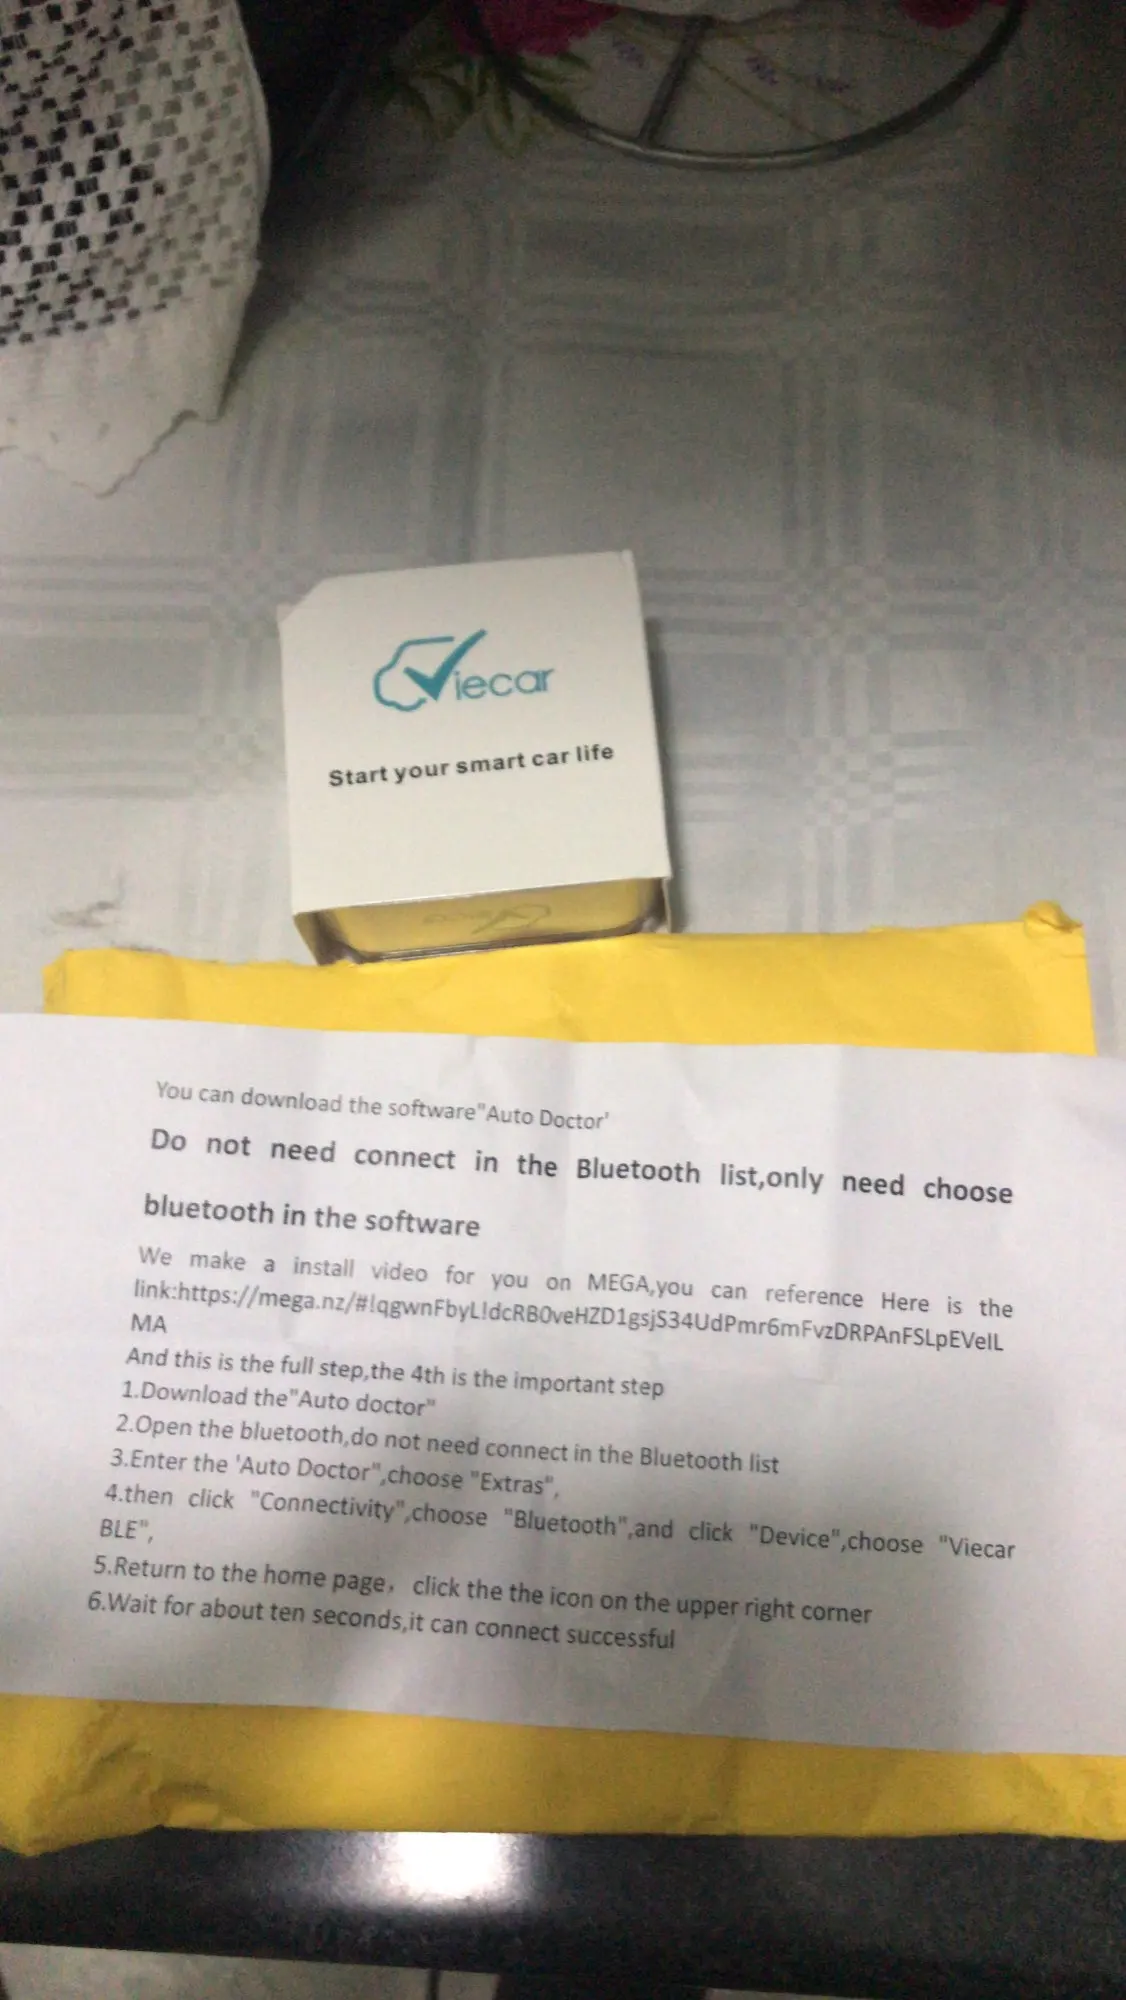 Viecar
Start your smart car life
You can download the software"Auto Doctor'
Do not need connect in the Bluetooth list,only need choose
bluetooth in the software
We make a install video for you on MEGA,you can reference Here is the
link:https://mega.nz/#!qgwnFbyL!dcRB0veHZD1gsjS34UdPmr6mFvzDRPAnFSLpEVeIL
MA
And this is the full step,the 4th is the important step
1.Download the"Auto doctor"
2.Open the bluetooth,do not need connect in the Bluetooth list
3.Enter the 'Auto Doctor",choose "Extras",
4.then click "Connectivity",choose "Bluetooth",and click "Device",choose "Viecar
BLE",
5.Return to the home page，click the the icon on the upper right corner
6.Wait for about ten seconds,it can connect successful